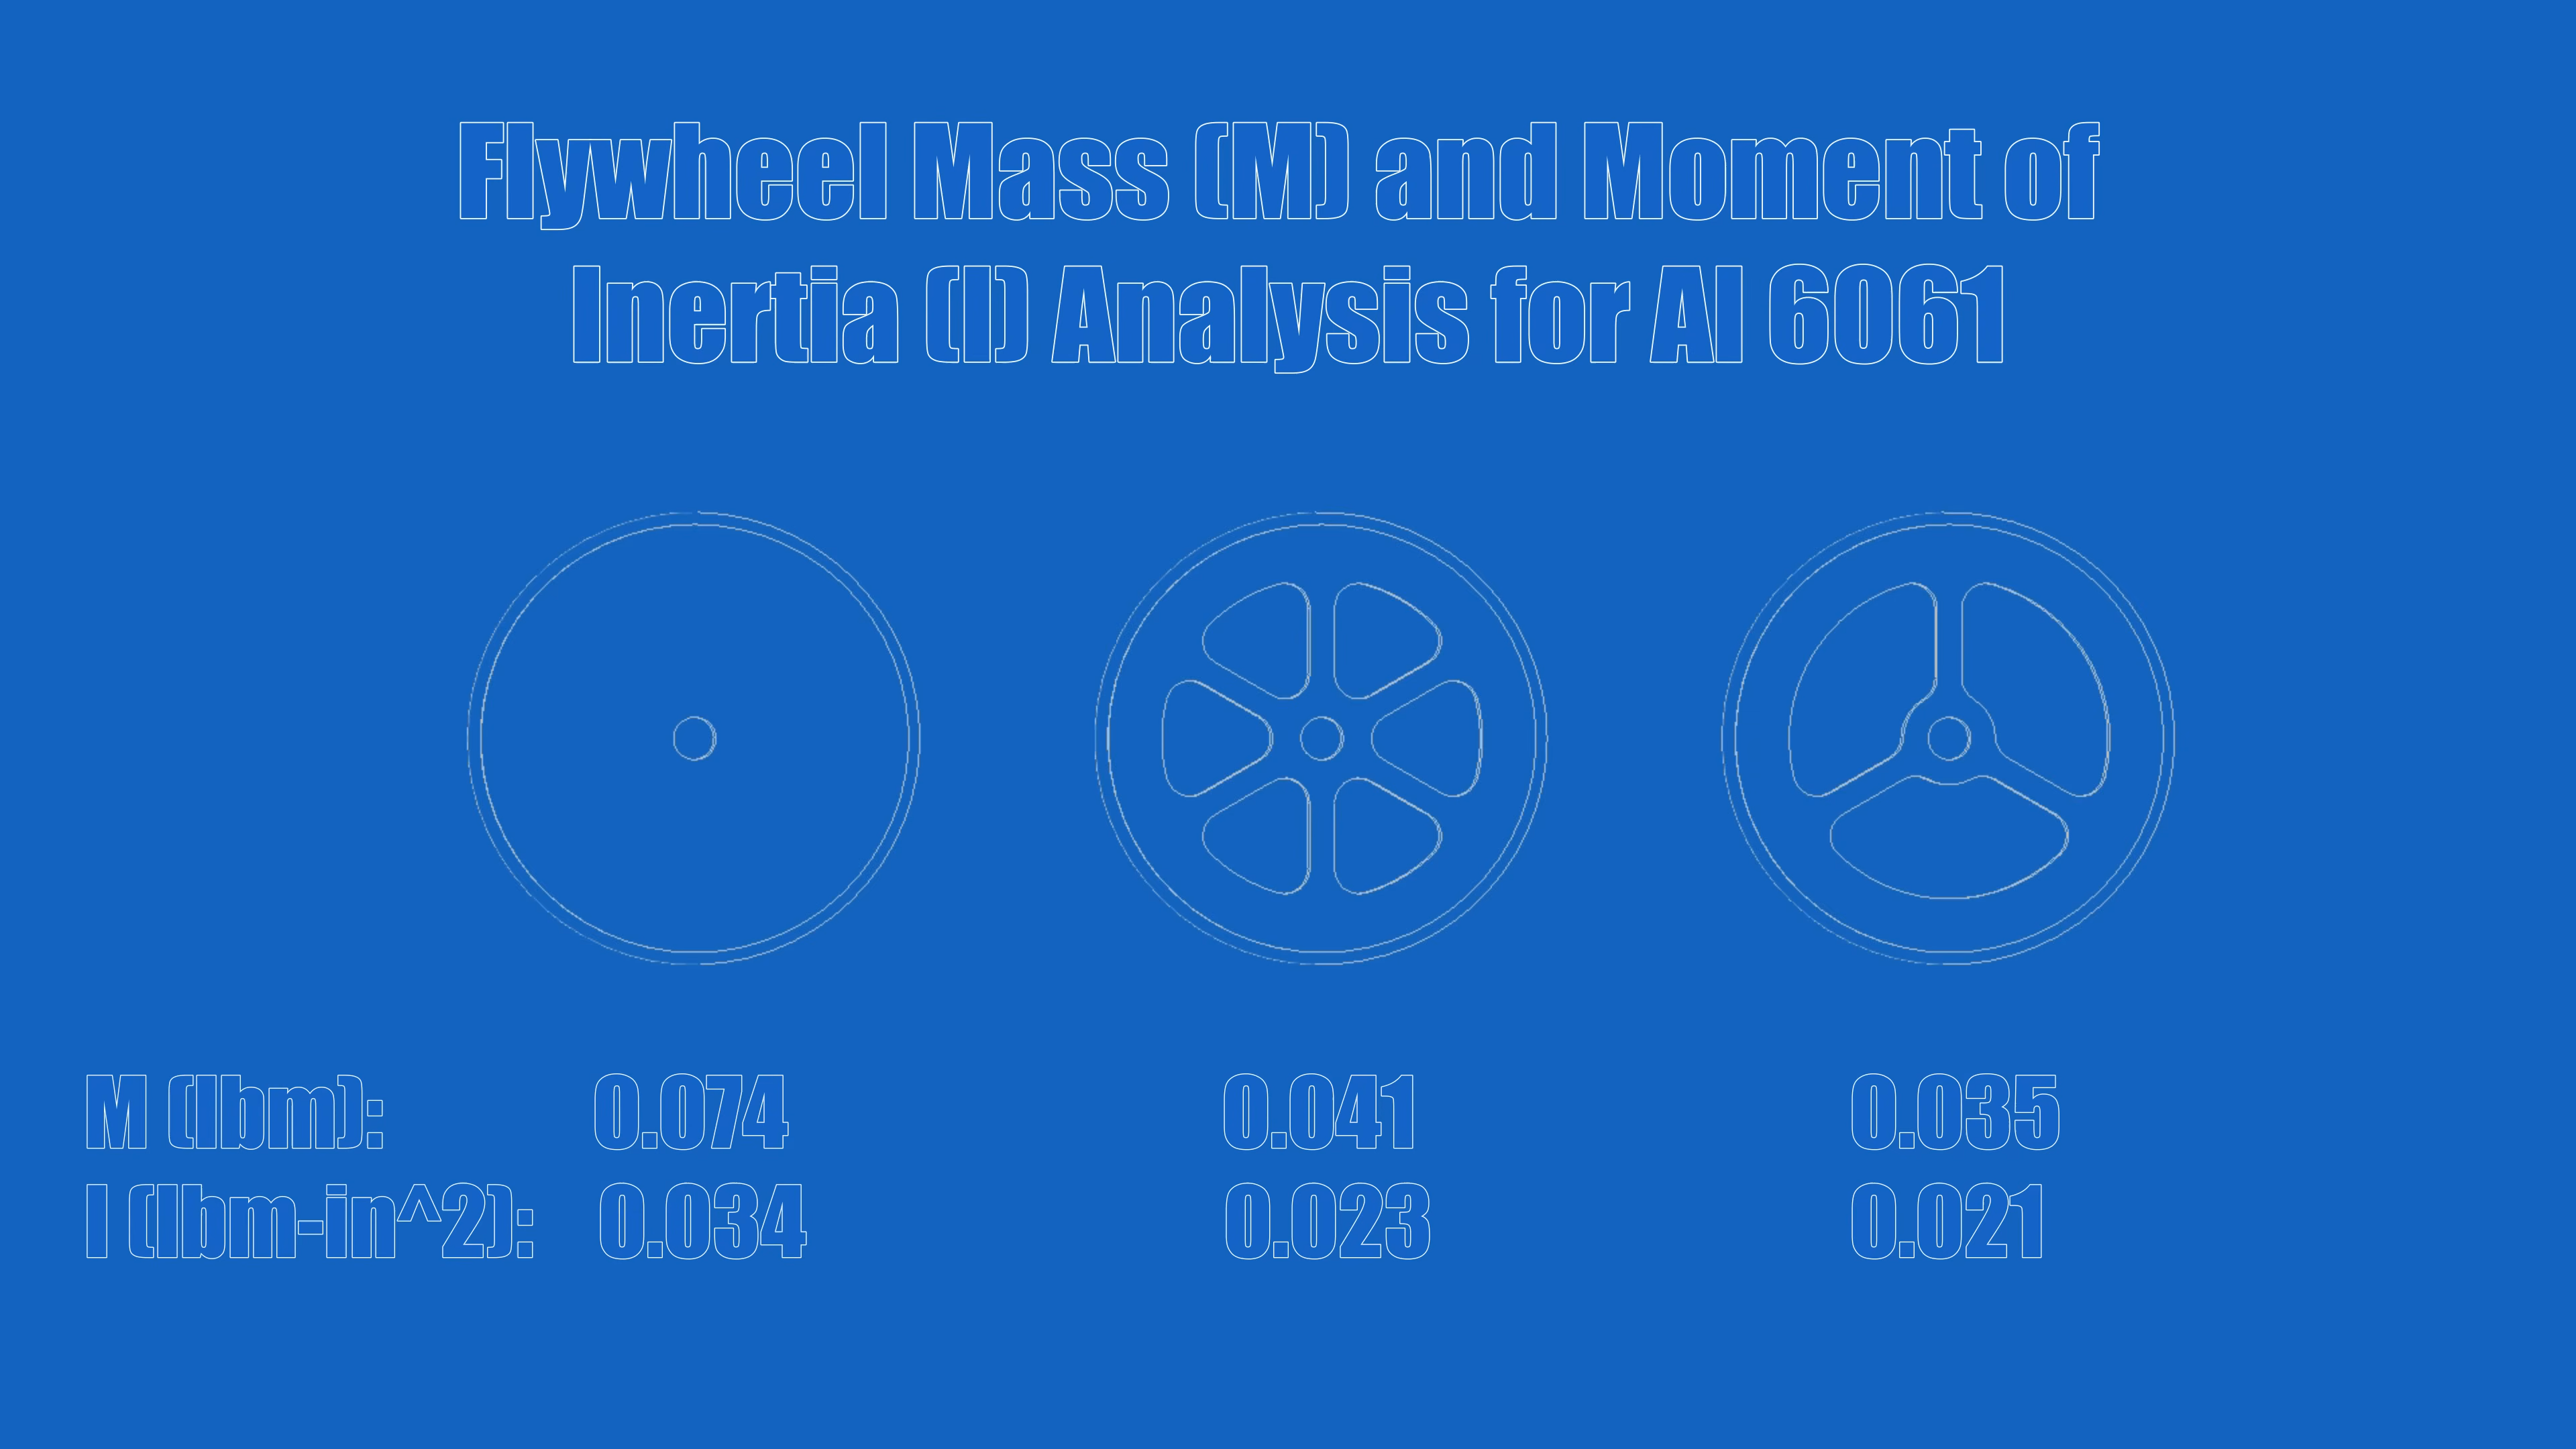 Flywheel Mass (M) and Moment of
Inertia (I) Analysis for Al 6061
M (lbm): 0.074 0.041 0.035
I (lbm-in^2): 0.034 0.023 0.021